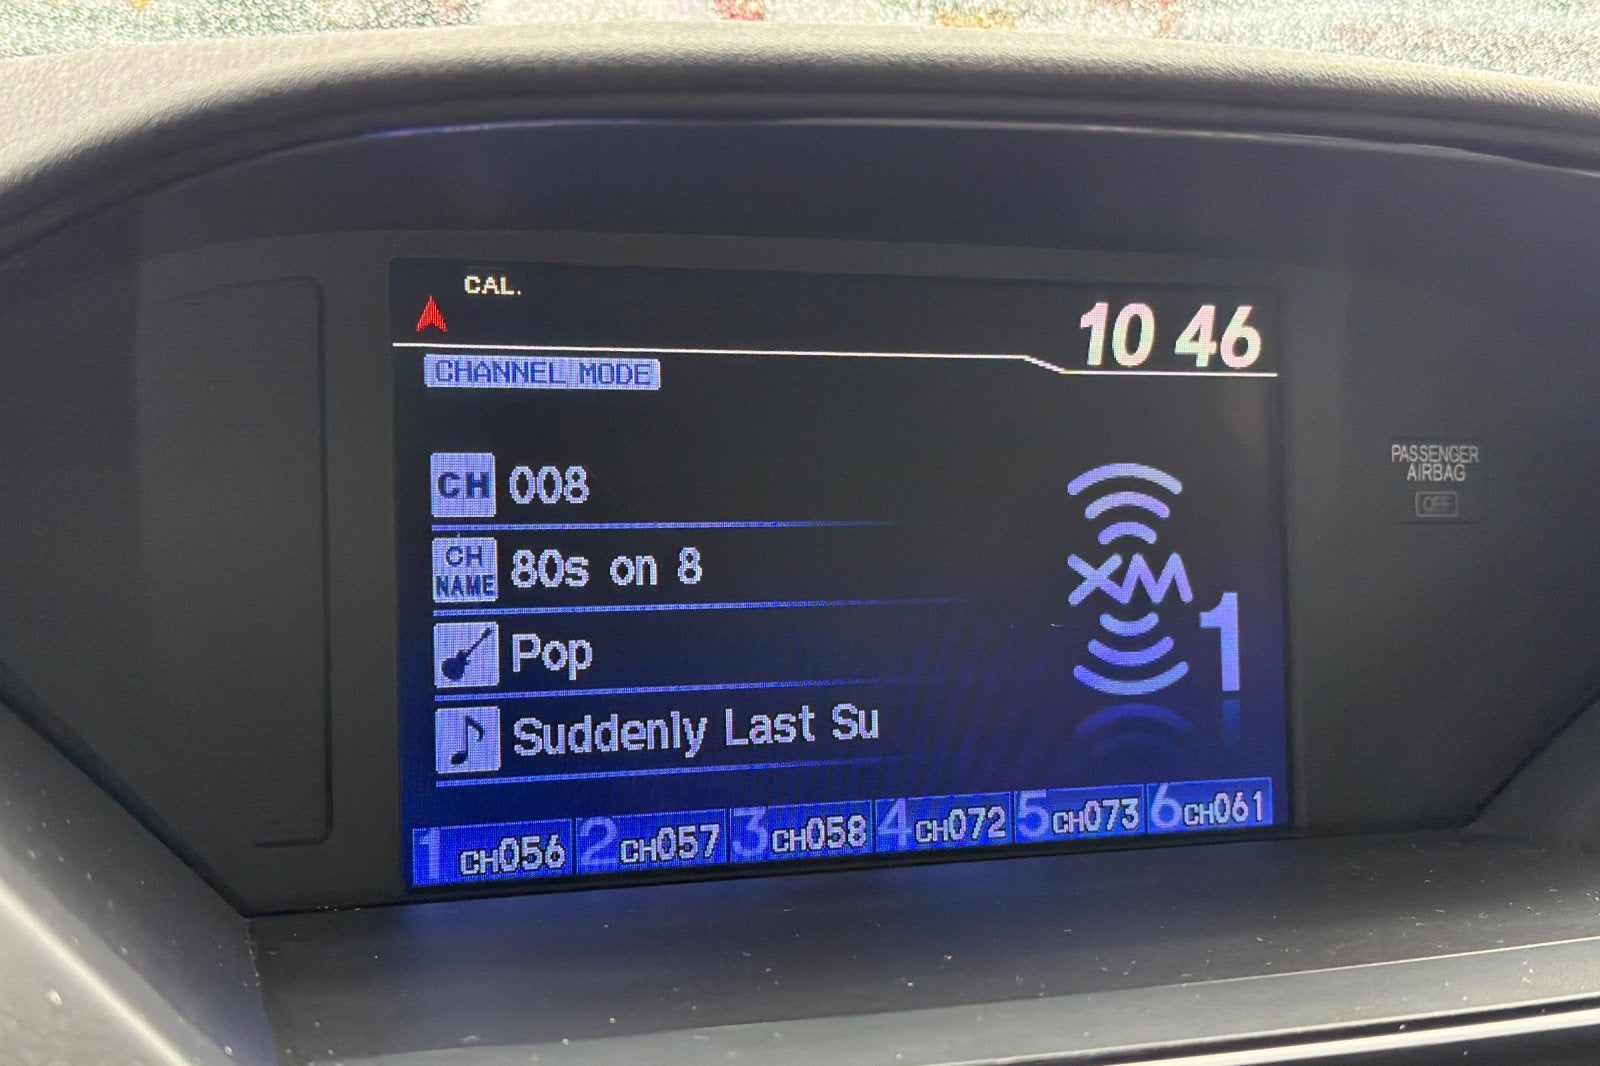 CAL.
10 46
CHANNEL MODE
CH 008
CH NAME 80s on 8
Pop
Suddenly Last Su
XM 1
1 CH056 2 CH057 3 CH058 4 CH072 5 CH073 6 CH061
PASSENGER
AIRBAG
OFF